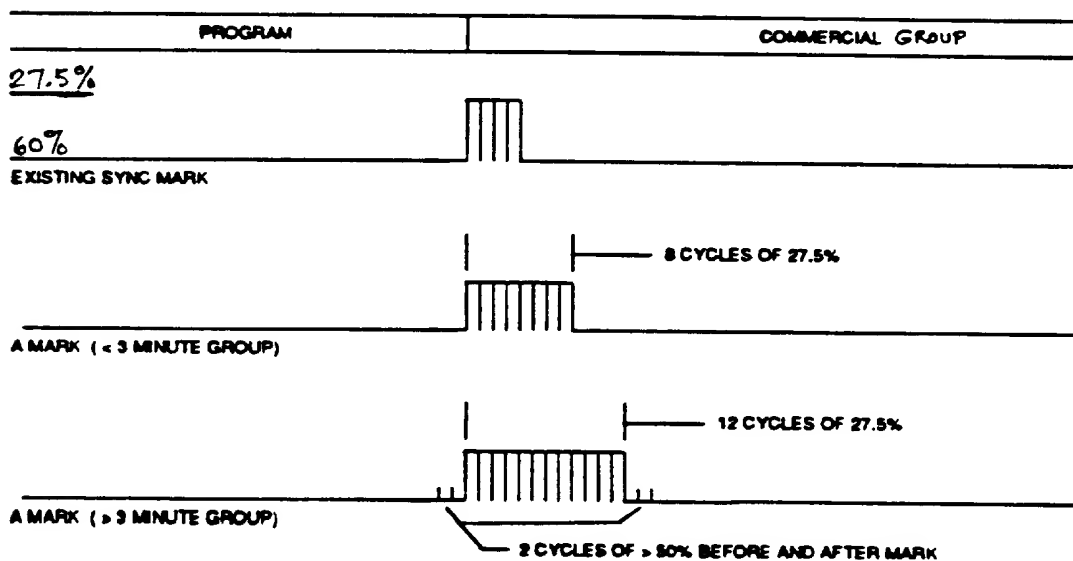 PROGRAM
COMMERCIAL GROUP
27.5%
60%
EXISTING SYNC MARK
8 CYCLES OF 27.5%
A MARK ( < 3 MINUTE GROUP)
12 CYCLES OF 27.5%
A MARK ( > 3 MINUTE GROUP)
2 CYCLES OF > 50% BEFORE AND AFTER MARK